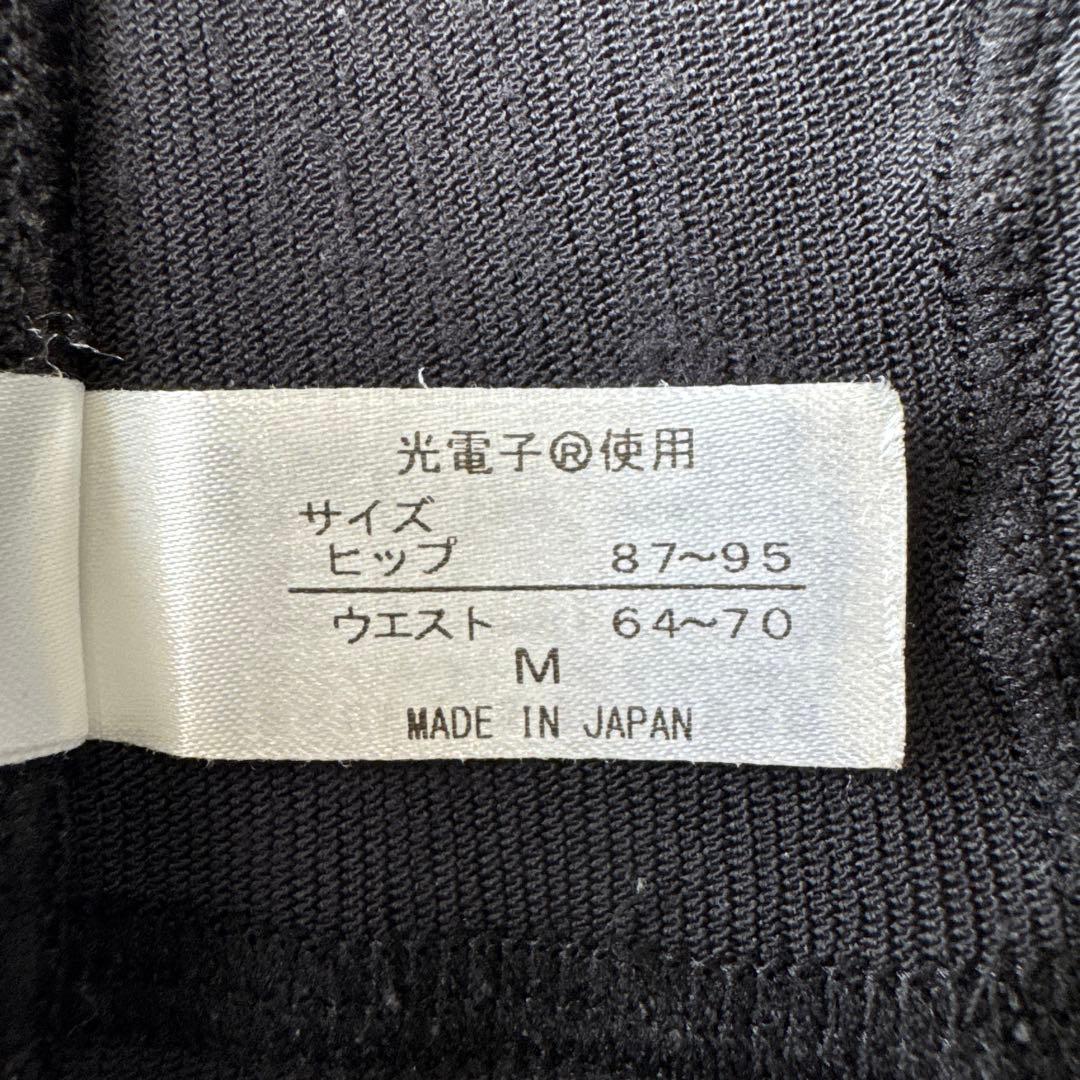 光電子®使用
サイズ
ヒップ 87~95
ウエスト 64~70
M
MADE IN JAPAN